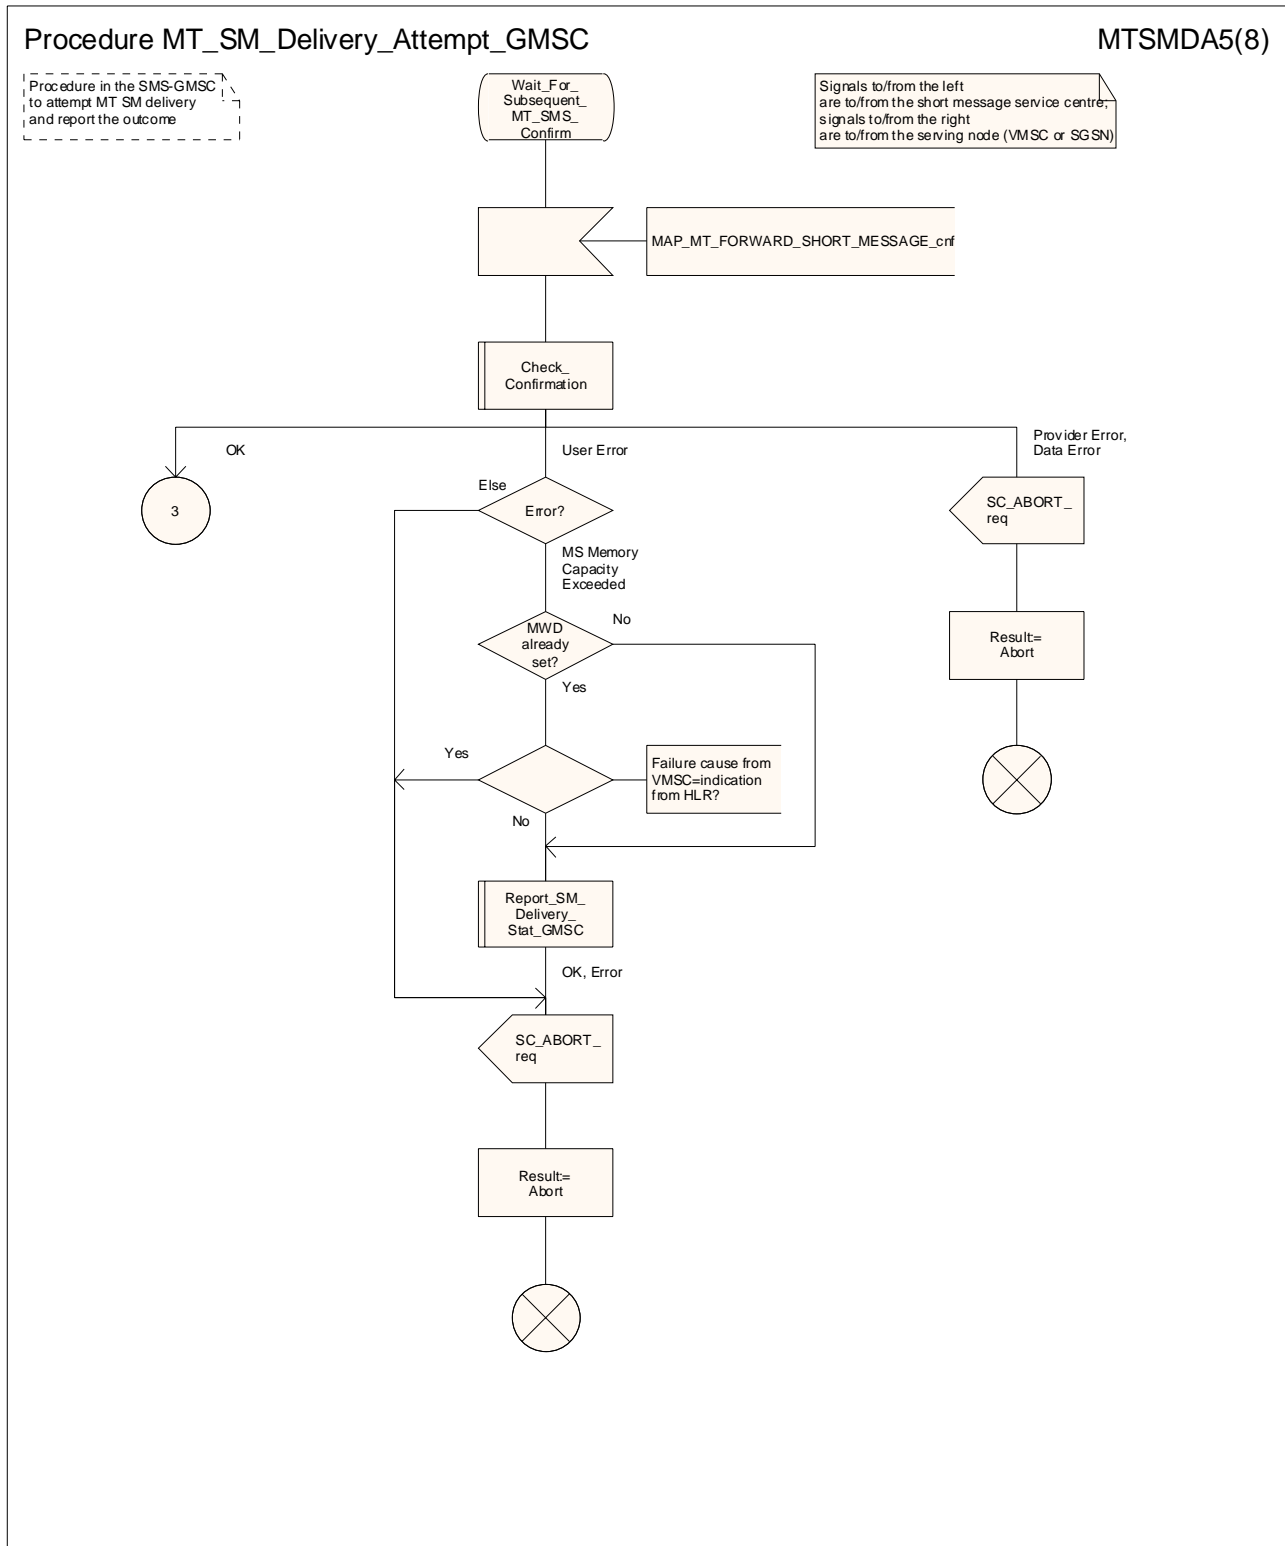 Procedure MT_SM_Delivery_Attempt_GMSC
MTSMDA5(8)
Procedure in the SMS-GMSC
to attempt MT SM delivery
and report the outcome
Wait_For_
Subsequent_
MT_SMS_
Confirm
Signals to/from the left
are to/from the short message service centre;
signals to/from the right
are to/from the serving node (VMSC or SGSN)
MAP_MT_FORWARD_SHORT_MESSAGE_cnf
Check_
Confirmation
OK
User Error
Provider Error,
Data Error
3
Else
Error?
SC_ABORT_
req
MS Memory
Capacity
Exceeded
MWD
already
set?
No
Yes
Result:=
Abort
Yes
Failure cause from
VMSC=indication
from HLR?
No
Report_SM_
Delivery_
Stat_GMSC
OK, Error
SC_ABORT_
req
Result:=
Abort